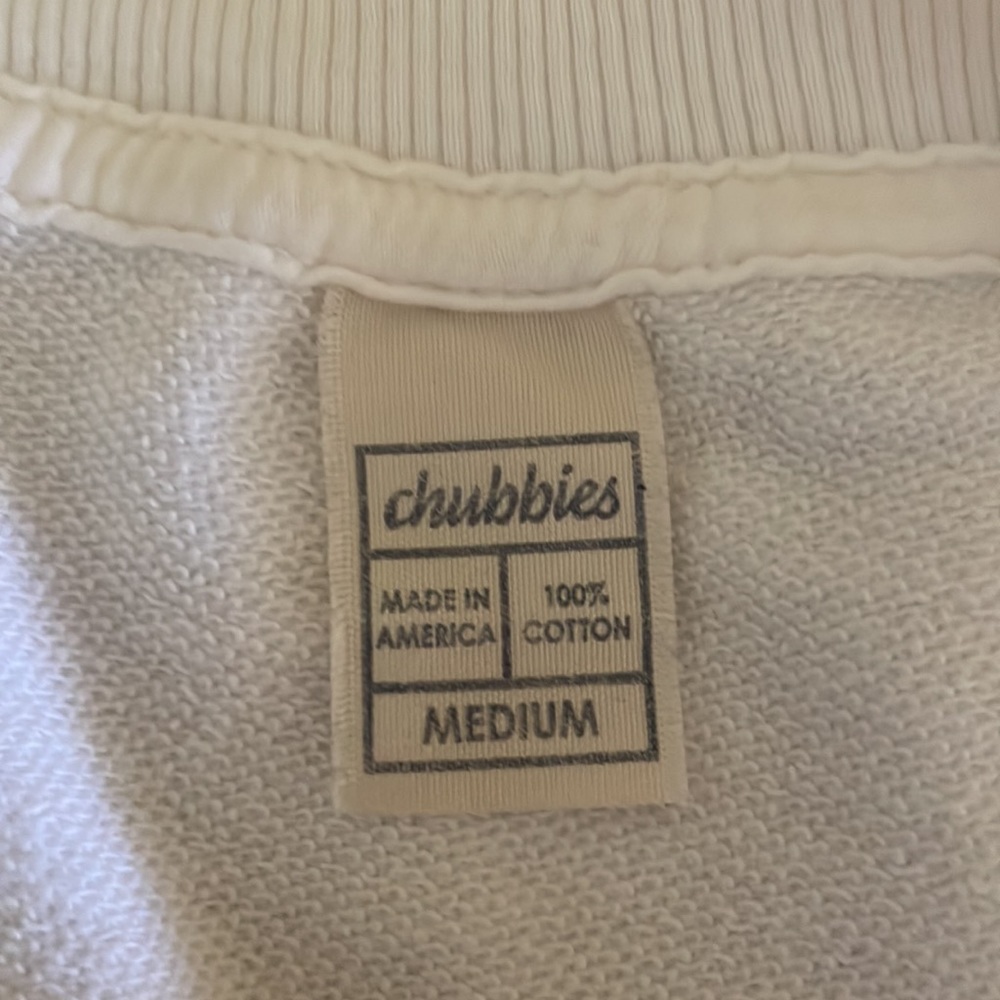 chubbies
MADE IN
AMERICA
100%
COTTON
MEDIUM